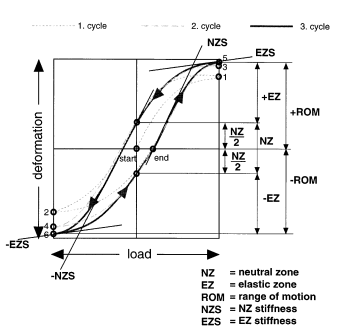 1. cycle 2. cycle 3. cycle
NZS
EZS
5
3
1
+EZ
+ROM
NZ
2
NZ
start end
NZ
2
-ROM
-EZ
deformation
2
4
6
-EZS
load
-NZS
NZ = neutral zone
EZ = elastic zone
ROM = range of motion
NZS = NZ stiffness
EZS = EZ stiffness